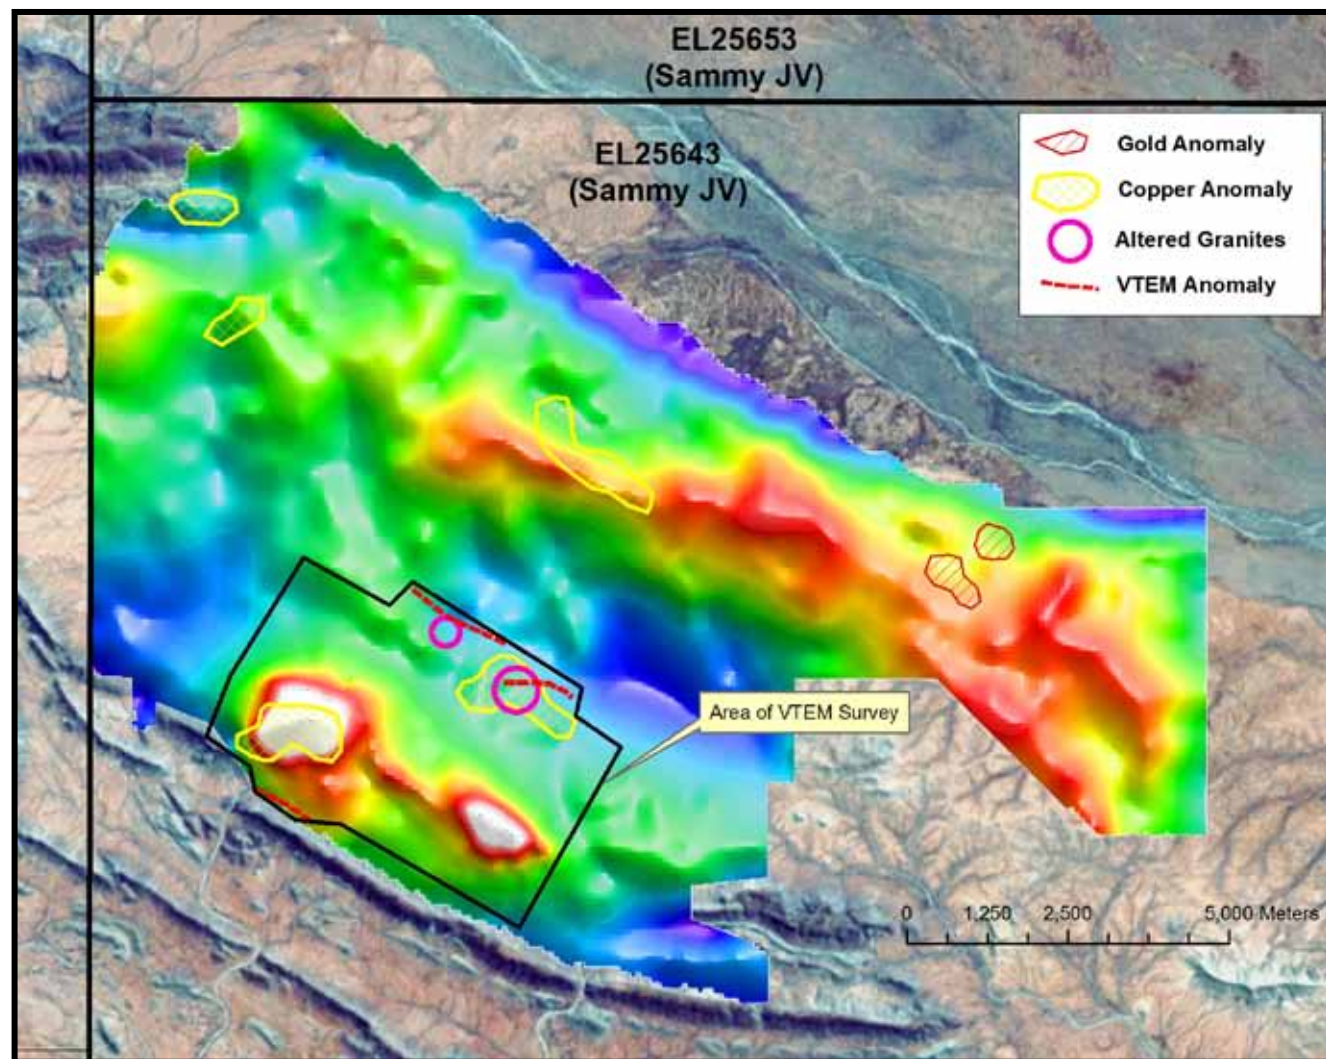 EL25653
(Sammy JV)
EL25643
(Sammy JV)
Gold Anomaly
Copper Anomaly
Altered Granites
VTEM Anomaly
Area of VTEM Survey
0 1,250 2,500 5,000 Meters